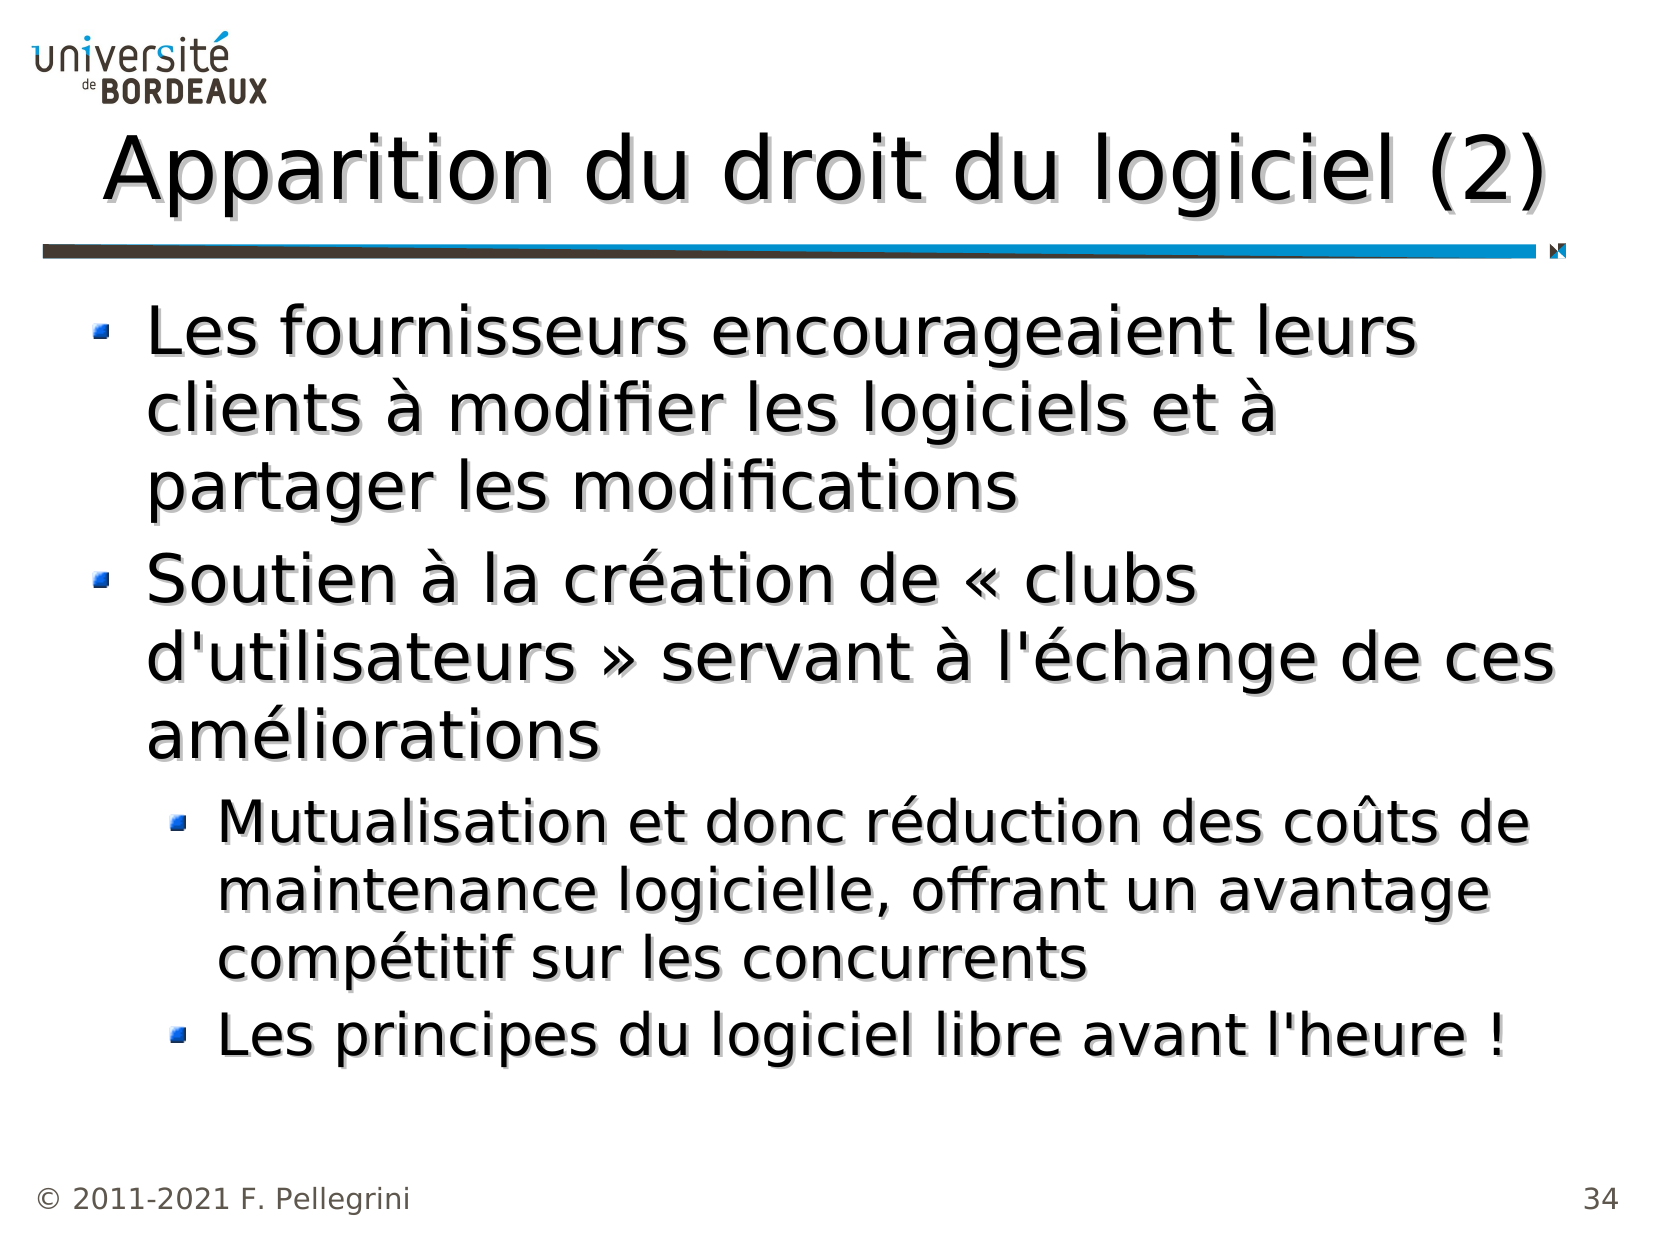 université
de BORDEAUX
Apparition du droit du logiciel (2)
Les fournisseurs encourageaient leurs
clients à modifier les logiciels et à
partager les modifications
Soutien à la création de « clubs
d'utilisateurs » servant à l'échange de ces
améliorations
Mutualisation et donc réduction des coûts de
maintenance logicielle, offrant un avantage
compétitif sur les concurrents
Les principes du logiciel libre avant l'heure !
© 2011-2021 F. Pellegrini
34